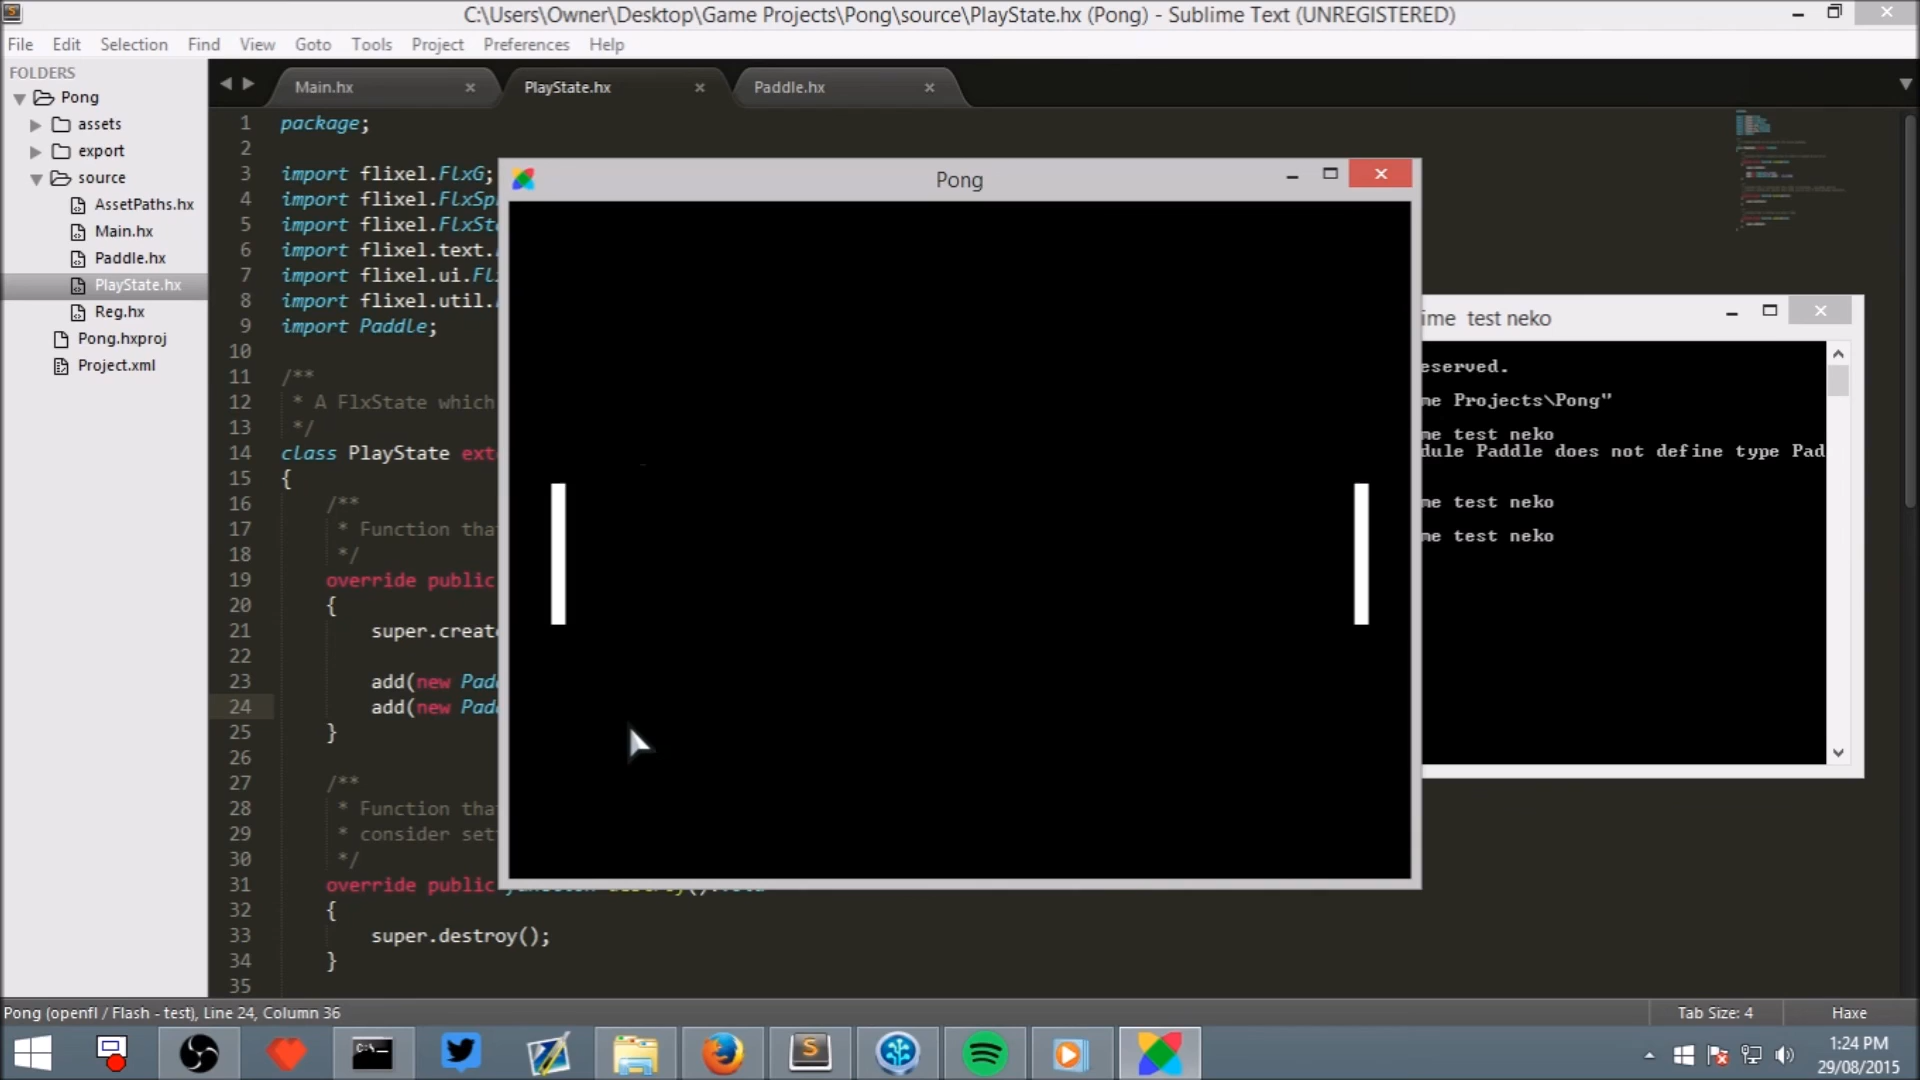 C:\Users\Owner\Desktop\Game Projects\Pong\source\PlayState.hx (Pong) - Sublime Text (UNREGISTERED)
File Edit Selection Find View Goto Tools Project Preferences Help
FOLDERS
Pong
assets
export
source
AssetPaths.hx
Main.hx
Paddle.hx
PlayState.hx
Reg.hx
Pong.hxproj
Project.xml
Main.hx PlayState.hx Paddle.hx
1 package;
2
3 import flixel.FlxG;
4 import flixel.FlxSp
5 import flixel.FlxSt
6 import flixel.text.
7 import flixel.ui.Fl
8 import flixel.util.
9 import Paddle;
10
11 /**
12 * A FlxState which
13 */
14 class PlayState ext
15 {
16 /**
17 * Function tha
18 */
19 override public
20 {
21 super.create
22
23 add(new Pad
24 add(new Pad
25 }
26
27 /**
28 * Function tha
29 * consider set
30 */
31 override public
32 {
33 super.destroy();
34 }
35
Pong
ime test neko
eserved.
me Projects\Pong"
me test neko
dule Paddle does not define type Pad
me test neko
me test neko
Pong (openfl / Flash - test), Line 24, Column 36
Tab Size: 4
Haxe
1:24 PM
29/08/2015